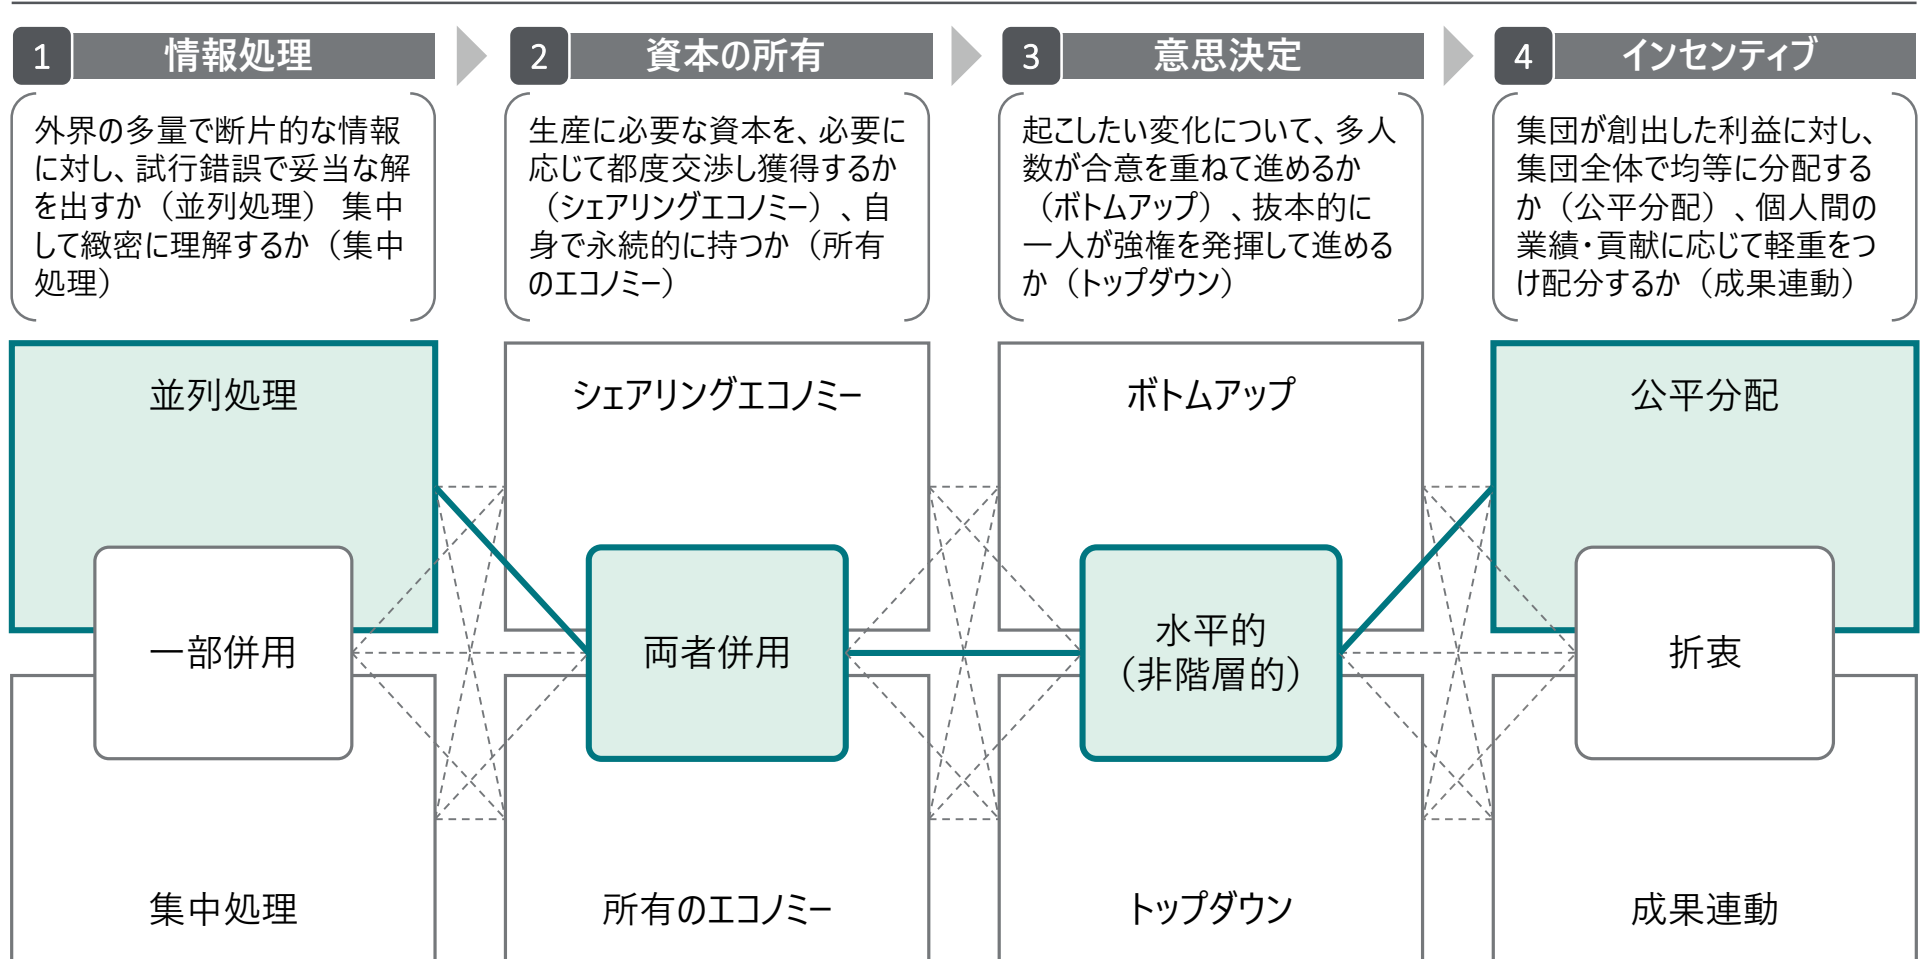 1 情報処理
2 資本の所有
3 意思決定
4 インセンティブ
外界の多量で断片的な情報
に対し、試行錯誤で妥当な解
を出すか（並列処理） 集中
して緻密に理解するか（集中
処理）
生産に必要な資本を、必要に
応じて都度交渉し獲得するか
（シェアリングエコノミー）、自
身で永続的に持つか（所有
のエコノミー）
起こしたい変化について、多人
数が合意を重ねて進めるか
（ボトムアップ）、抜本的に
一人が強権を発揮して進める
か（トップダウン）
集団が創出した利益に対し、
集団全体で均等に分配する
か（公平分配）、個人間の
業績・貢献に応じて軽重をつ
け配分するか（成果連動）
並列処理
シェアリングエコノミー
ボトムアップ
公平分配
一部併用
両者併用
水平的
（非階層的）
折衷
集中処理
所有のエコノミー
トップダウン
成果連動